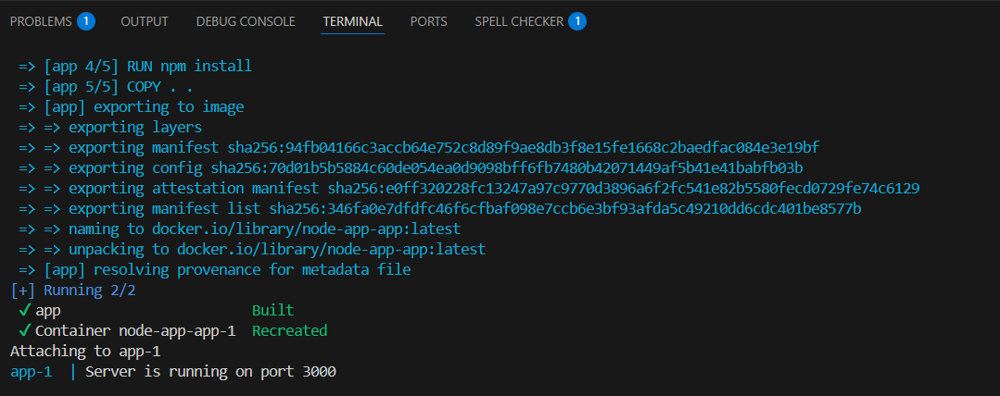 PROBLEMS 1 OUTPUT DEBUG CONSOLE TERMINAL PORTS SPELL CHECKER 1
=> [app 4/5] RUN npm install
=> [app 5/5] COPY . .
=> [app] exporting to image
=> => exporting layers
=> => exporting manifest sha256:94fb04166c3accb64e752c8d89f9ae8db3f8e15fe1668c2baedfac084e3e19bf
=> => exporting config sha256:70d01b5b5884c60de054ea0d9098bff6fb7480b42071449af5b41e41babfb03b
=> => exporting attestation manifest sha256:e0ff320228fc13247a97c9770d3896a6f2fc541e82b5580fecd0729fe74c6129
=> => exporting manifest list sha256:346fa0e7dfdfc46f6cfbaf098e7ccb6e3bf93afda5c49210dd6cdc401be8577b
=> => naming to docker.io/library/node-app-app:latest
=> => unpacking to docker.io/library/node-app-app:latest
=> [app] resolving provenance for metadata file
[+] Running 2/2
✓ app Built
✓ Container node-app-app-1 Recreated
Attaching to app-1
app-1 | Server is running on port 3000